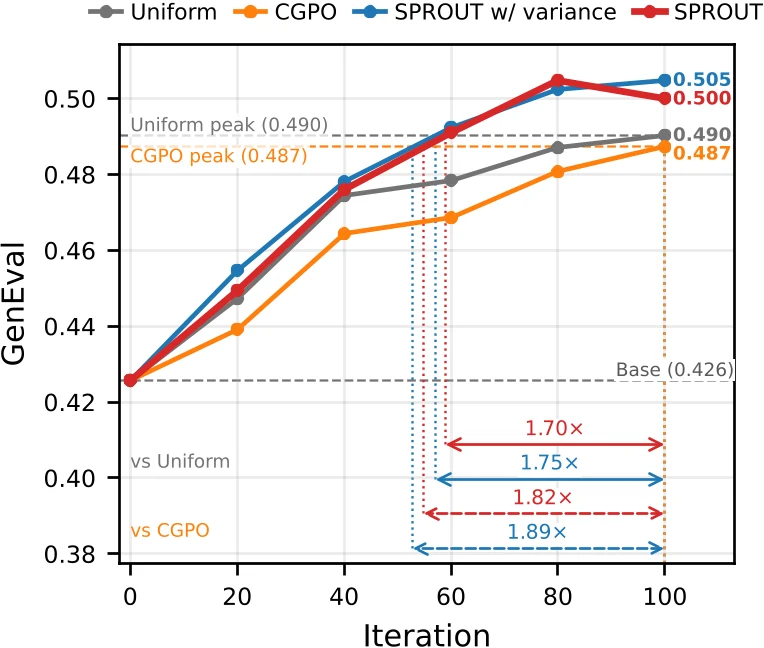 Uniform CGPO SPROUT w/ variance SPROUT
GenEval
0.50
0.48
0.46
0.44
0.42
0.40
0.38
0.505
0.500
Uniform peak (0.490)
0.490
CGPO peak (0.487)
0.487
Base (0.426)
1.70×
vs Uniform
1.75×
1.82×
vs CGPO
1.89×
0 20 40 60 80 100
Iteration